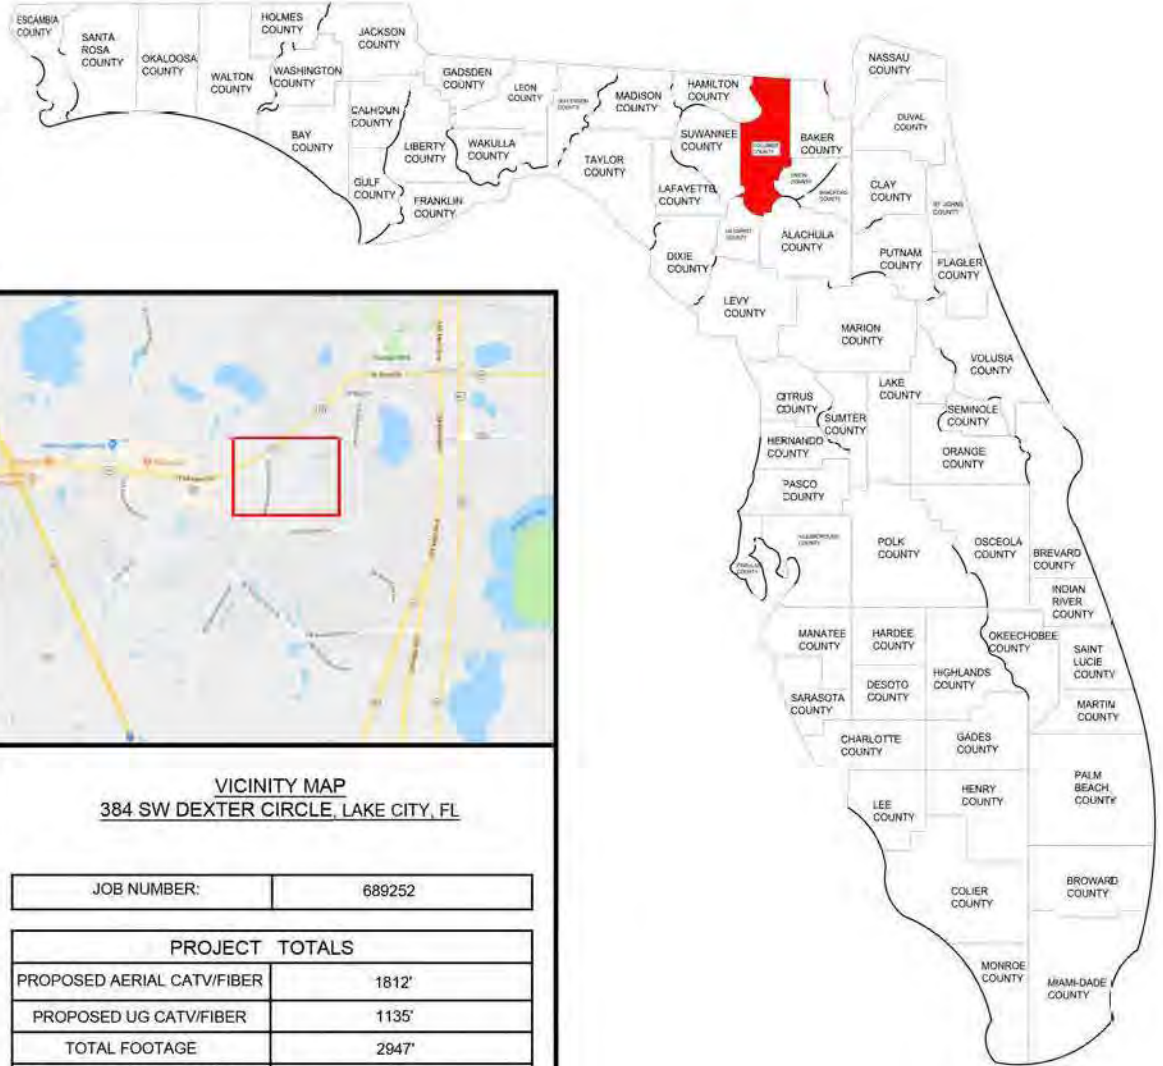 ESCAMBIA
COUNTY
SANTA
ROSA
COUNTY
OKALOOSA
COUNTY
WALTON
COUNTY
HOLMES
COUNTY
WASHINGTON
COUNTY
JACKSON
COUNTY
BAY
COUNTY
CALHOUN
COUNTY
GULF
COUNTY
GADSDEN
COUNTY
LIBERTY
COUNTY
FRANKLIN
COUNTY
LEON
COUNTY
WAKULLA
COUNTY
MADISON
COUNTY
TAYLOR
COUNTY
HAMILTON
COUNTY
SUWANNEE
COUNTY
LAFAYETTE
COUNTY
DIXIE
COUNTY
BAKER
COUNTY
NASSAU
COUNTY
DUVAL
COUNTY
CLAY
COUNTY
ST JOHNS
COUNTY
ALACHULA
COUNTY
PUTNAM
COUNTY
FLAGLER
COUNTY
LEVY
COUNTY
MARION
COUNTY
VOLUSIA
COUNTY
CITRUS
COUNTY
SUMTER
COUNTY
LAKE
COUNTY
SEMINOLE
COUNTY
HERNANDO
COUNTY
ORANGE
COUNTY
PASCO
COUNTY
POLK
COUNTY
OSCEOLA
COUNTY
BREVARD
COUNTY
INDIAN
RIVER
COUNTY
MANATEE
COUNTY
HARDEE
COUNTY
OKEECHOBEE
COUNTY
SAINT
LUCIE
COUNTY
HIGHLANDS
COUNTY
DESOTO
COUNTY
SARASOTA
COUNTY
MARTIN
COUNTY
CHARLOTTE
COUNTY
GADES
COUNTY
PALM
BEACH
COUNTY
LEE
COUNTY
HENRY
COUNTY
COLIER
COUNTY
BROWARD
COUNTY
MONROE
COUNTY
MIAMI-DADE
COUNTY
VICINITY MAP
384 SW DEXTER CIRCLE, LAKE CITY, FL
JOB NUMBER: 689252
PROJECT TOTALS
PROPOSED AERIAL CATV/FIBER 1812'
PROPOSED UG CATV/FIBER 1135'
TOTAL FOOTAGE 2947'